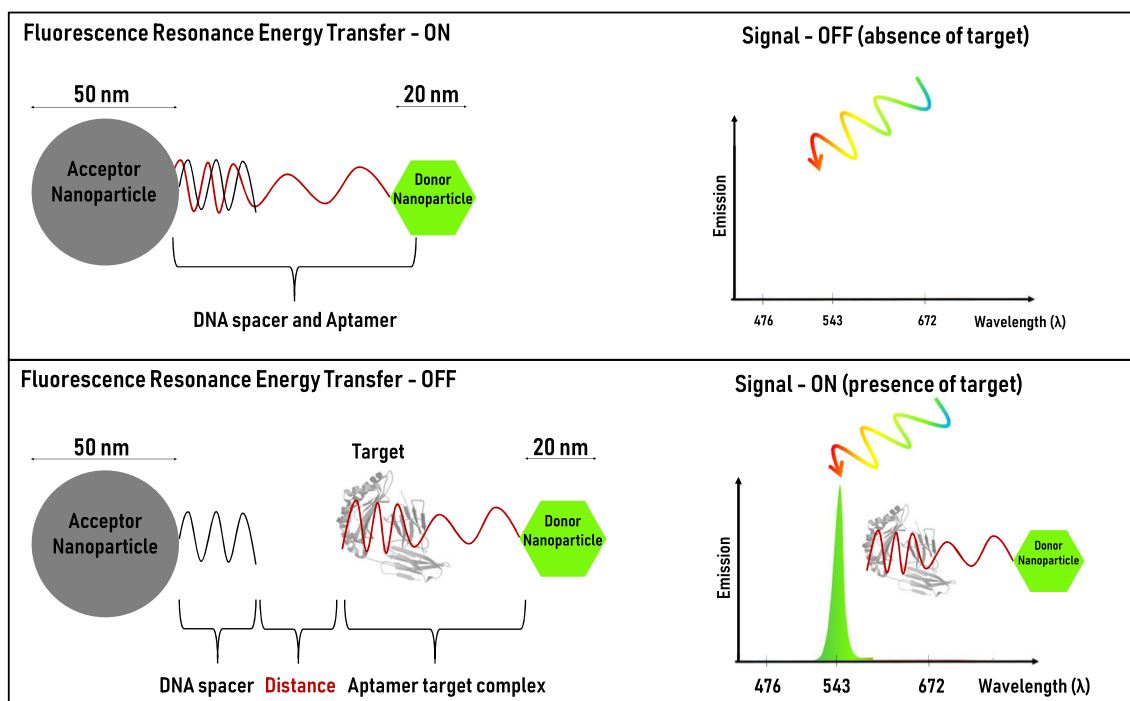 Fluorescence Resonance Energy Transfer - ON
Signal - OFF (absence of target)
50 nm
20 nm
Acceptor
Nanoparticle
Donor
Nanoparticle
DNA spacer and Aptamer
Emission
476
543
672
Wavelength (λ)
Fluorescence Resonance Energy Transfer - OFF
Signal - ON (presence of target)
50 nm
Target
20 nm
Acceptor
Nanoparticle
Donor
Nanoparticle
DNA spacer
Distance
Aptamer target complex
Emission
Donor
Nanoparticle
476
543
672
Wavelength (λ)